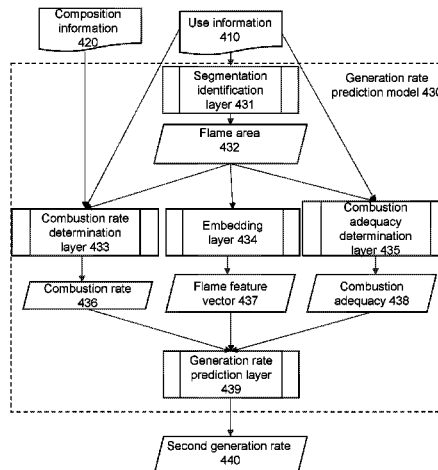 Composition
information
420
Use information
410
Segmentation
identification
layer 431
Generation rate
prediction model 430
Flame area
432
Combustion rate
determination
layer 433
Embedding
layer 434
Combustion
adequacy
determination
layer 435
Combustion rate
436
Flame feature
vector 437
Combustion
adequacy 438
Generation rate
prediction layer
439
Second generation rate
440